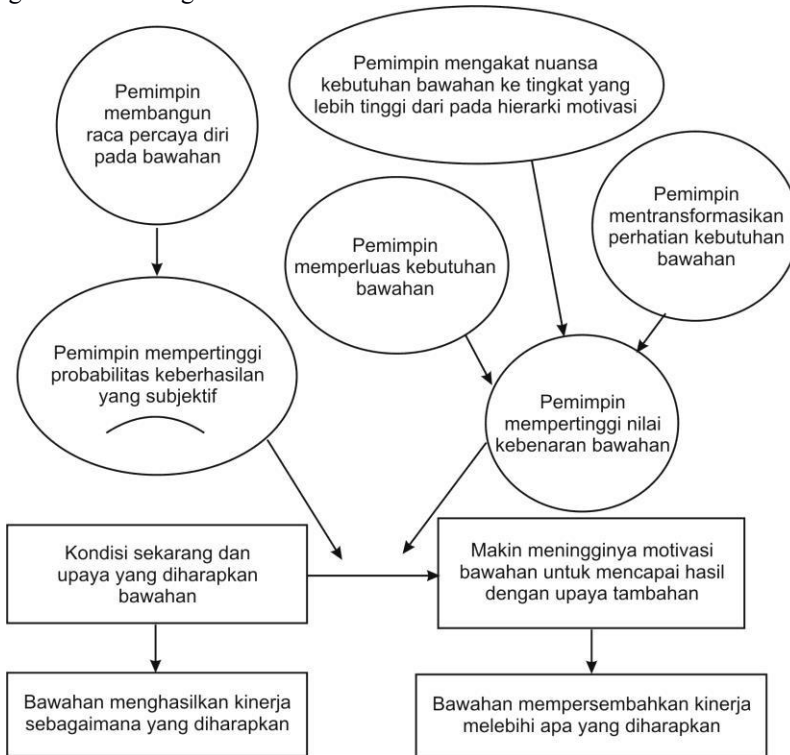 Pemimpin
membangun
raca percaya diri
pada bawahan
Pemimpin mengakat nuansa
kebutuhan bawahan ke tingkat yang
lebih tinggi dari pada hierarki motivasi
Pemimpin
memperluas kebutuhan
bawahan
Pemimpin
mentransformasikan
perhatian kebutuhan
bawahan
Pemimpin mempertinggi
probabilitas keberhasilan
yang subjektif
Pemimpin
mempertinggi nilai
kebenaran bawahan
Kondisi sekarang dan
upaya yang diharapkan
bawahan
Makin meningginya motivasi
bawahan untuk mencapai hasil
dengan upaya tambahan
Bawahan menghasilkan kinerja
sebagaimana yang diharapkan
Bawahan mempersembahkan kinerja
melebihi apa yang diharapkan